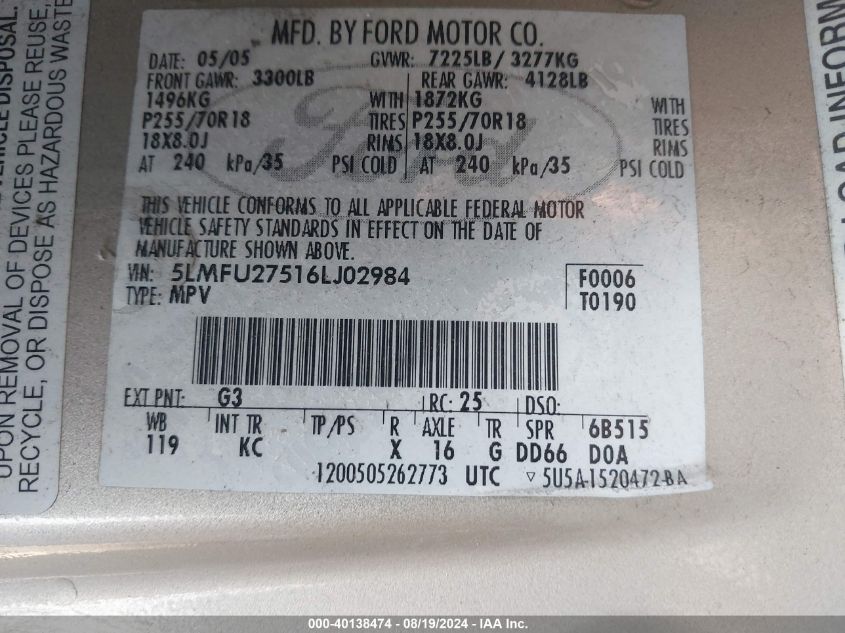 MFD. BY FORD MOTOR CO.
DATE: 05/05 GVWR: 7225LB/ 3277KG
FRONT GAWR: 3300LB REAR GAWR: 4128LB
1496KG WITH 1872KG WITH
P255/70R18 TIRES P255/70R18 TIRES
18X8.0J RIMS 18X8.0J RIMS
AT 240 kPa/35 PSI COLD AT 240 kPa/35 PSI COLD
Ford
THIS VEHICLE CONFORMS TO ALL APPLICABLE FEDERAL MOTOR
VEHICLE SAFETY STANDARDS IN EFFECT ON THE DATE OF
MANUFACTURE SHOWN ABOVE.
VIN: 5LMFU27516LJ02984 F0006
TYPE: MPV T0190
EXT PNT: G3 RC: 25 DSO:
WB INT TR TP/PS R AXLE TR SPR 6B515
119 KC X 16 G DD66 D0A
1200505262773 UTC ▿ 5U5A-1520472-BA
VEHICLE DISPOSAL.
UPON REMOVAL OF DEVICES PLEASE REUSE,
RECYCLE, OR DISPOSE AS HAZARDOUS WASTE
LOAD INFORM
000-40138474 - 08/19/2024 - IAA Inc.